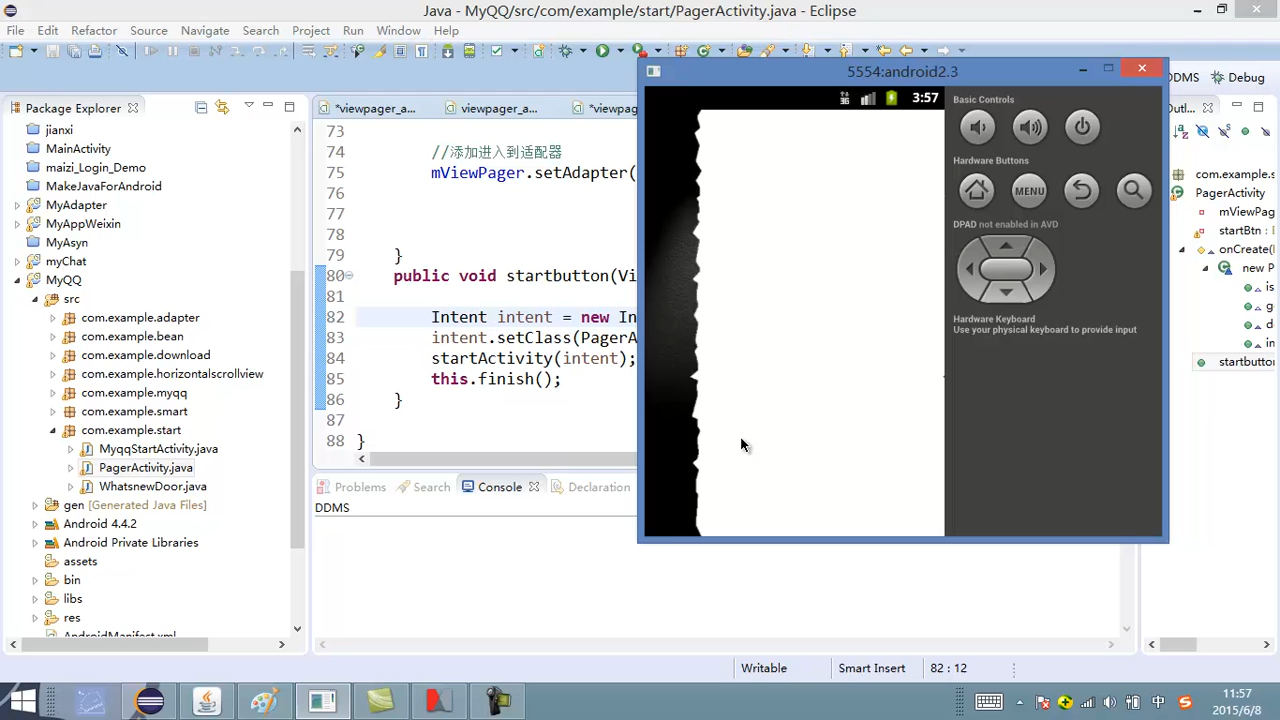 Java - MyQQ/src/com/example/start/PagerActivity.java - Eclipse
File Edit Refactor Source Navigate Search Project Run Window Help
DDMS Debug
Package Explorer
jianxi
MainActivity
maizi_Login_Demo
MakeJavaForAndroid
MyAdapter
MyAppWeixin
MyAsyn
myChat
MyQQ
src
com.example.adapter
com.example.bean
com.example.download
com.example.horizontalscrollview
com.example.myqq
com.example.smart
com.example.start
MyqqStartActivity.java
PagerActivity.java
WhatsnewDoor.java
gen [Generated Java Files]
Android 4.4.2
Android Private Libraries
assets
bin
libs
res
AndroidManifest.xml
*viewpager_a... viewpager_a... *viewpag
73
74 //添加进入到适配器
75 mViewPager.setAdapter(
76
77
78
79 }
80 public void startbutton(Vi
81
82 Intent intent = new In
83 intent.setClass(PagerA
84 startActivity(intent);
85 this.finish();
86 }
87
88 }
Problems Search Console Declaration
DDMS
5554:android2.3
3G 3:57
Basic Controls
Hardware Buttons
MENU
DPAD not enabled in AVD
Hardware Keyboard
Use your physical keyboard to provide input
Outl...
com.example.s
PagerActivity
mViewPag
startBtn :
onCreate(
new P
is
g
d
in
startbutton
Writable Smart Insert 82 : 12
中
11:57
2015/6/8